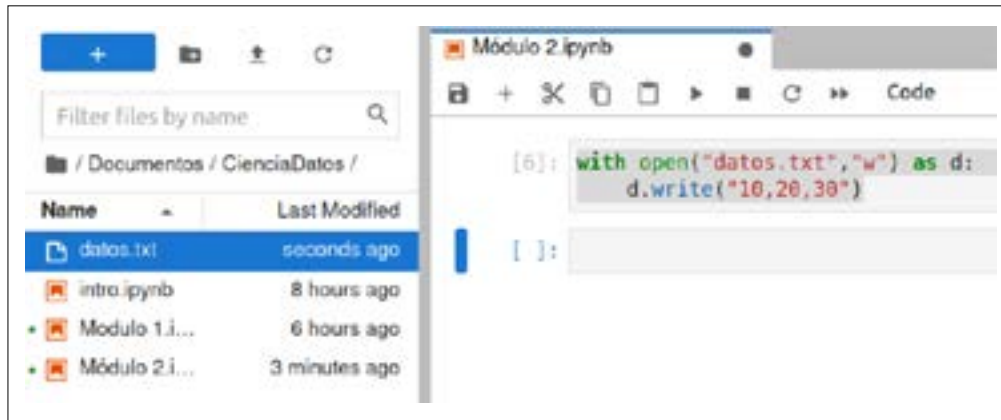 +
Filter files by name
/ Documentos / CienciaDatos /
Name Last Modified
datos.txt seconds ago
intro.ipynb 8 hours ago
Modulo 1.i... 6 hours ago
Módulo 2.i... 3 minutes ago
Módulo 2.ipynb
Code
[6]: with open("datos.txt","w") as d:
d.write("10,20,30")
[ ]: